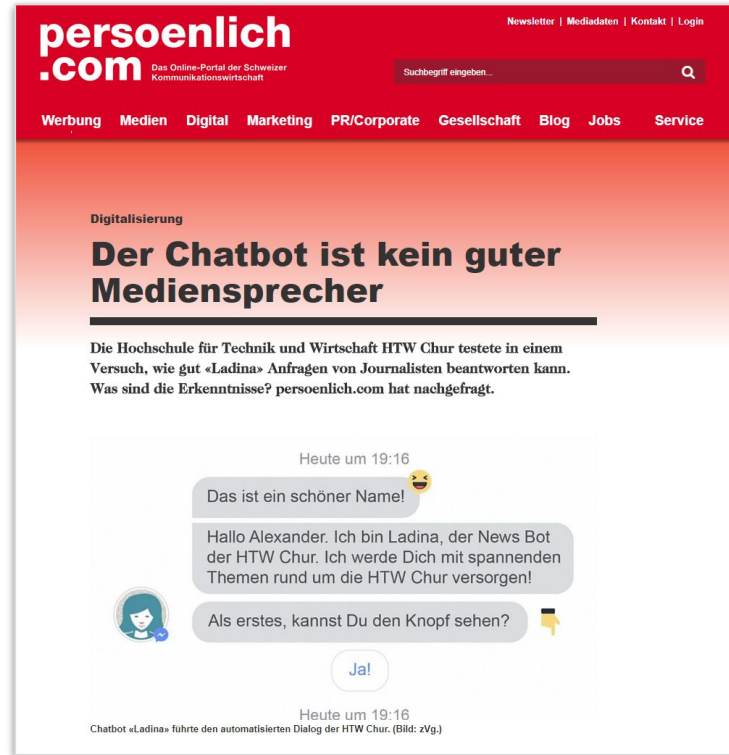 persoenlich
.com
Das Online-Portal der Schweizer
Kommunikationswirtschaft
Newsletter | Mediadaten | Kontakt | Login
Suchbegriff eingeben...
Werbung Medien Digital Marketing PR/Corporate Gesellschaft Blog Jobs Service
Digitalisierung
Der Chatbot ist kein guter
Mediensprecher
Die Hochschule für Technik und Wirtschaft HTW Chur testete in einem
Versuch, wie gut «Ladina» Anfragen von Journalisten beantworten kann.
Was sind die Erkenntnisse? persoenlich.com hat nachgefragt.
Heute um 19:16
Das ist ein schöner Name!
Hallo Alexander. Ich bin Ladina, der News Bot
der HTW Chur. Ich werde Dich mit spannenden
Themen rund um die HTW Chur versorgen!
Als erstes, kannst Du den Knopf sehen?
Ja!
Heute um 19:16
Chatbot «Ladina» führte den automatisierten Dialog der HTW Chur. (Bild: zVg.)